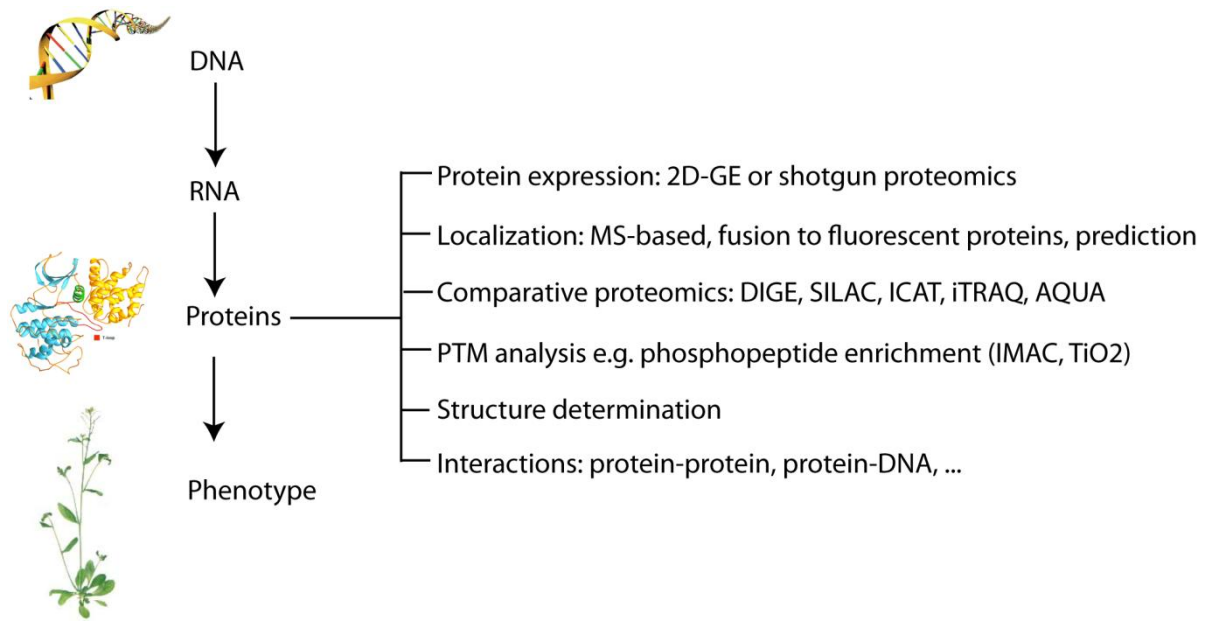 DNA
RNA
Proteins
Phenotype
Protein expression: 2D-GE or shotgun proteomics
Localization: MS-based, fusion to fluorescent proteins, prediction
Comparative proteomics: DIGE, SILAC, ICAT, iTRAQ, AQUA
PTM analysis e.g. phosphopeptide enrichment (IMAC, TiO2)
Structure determination
Interactions: protein-protein, protein-DNA, ...